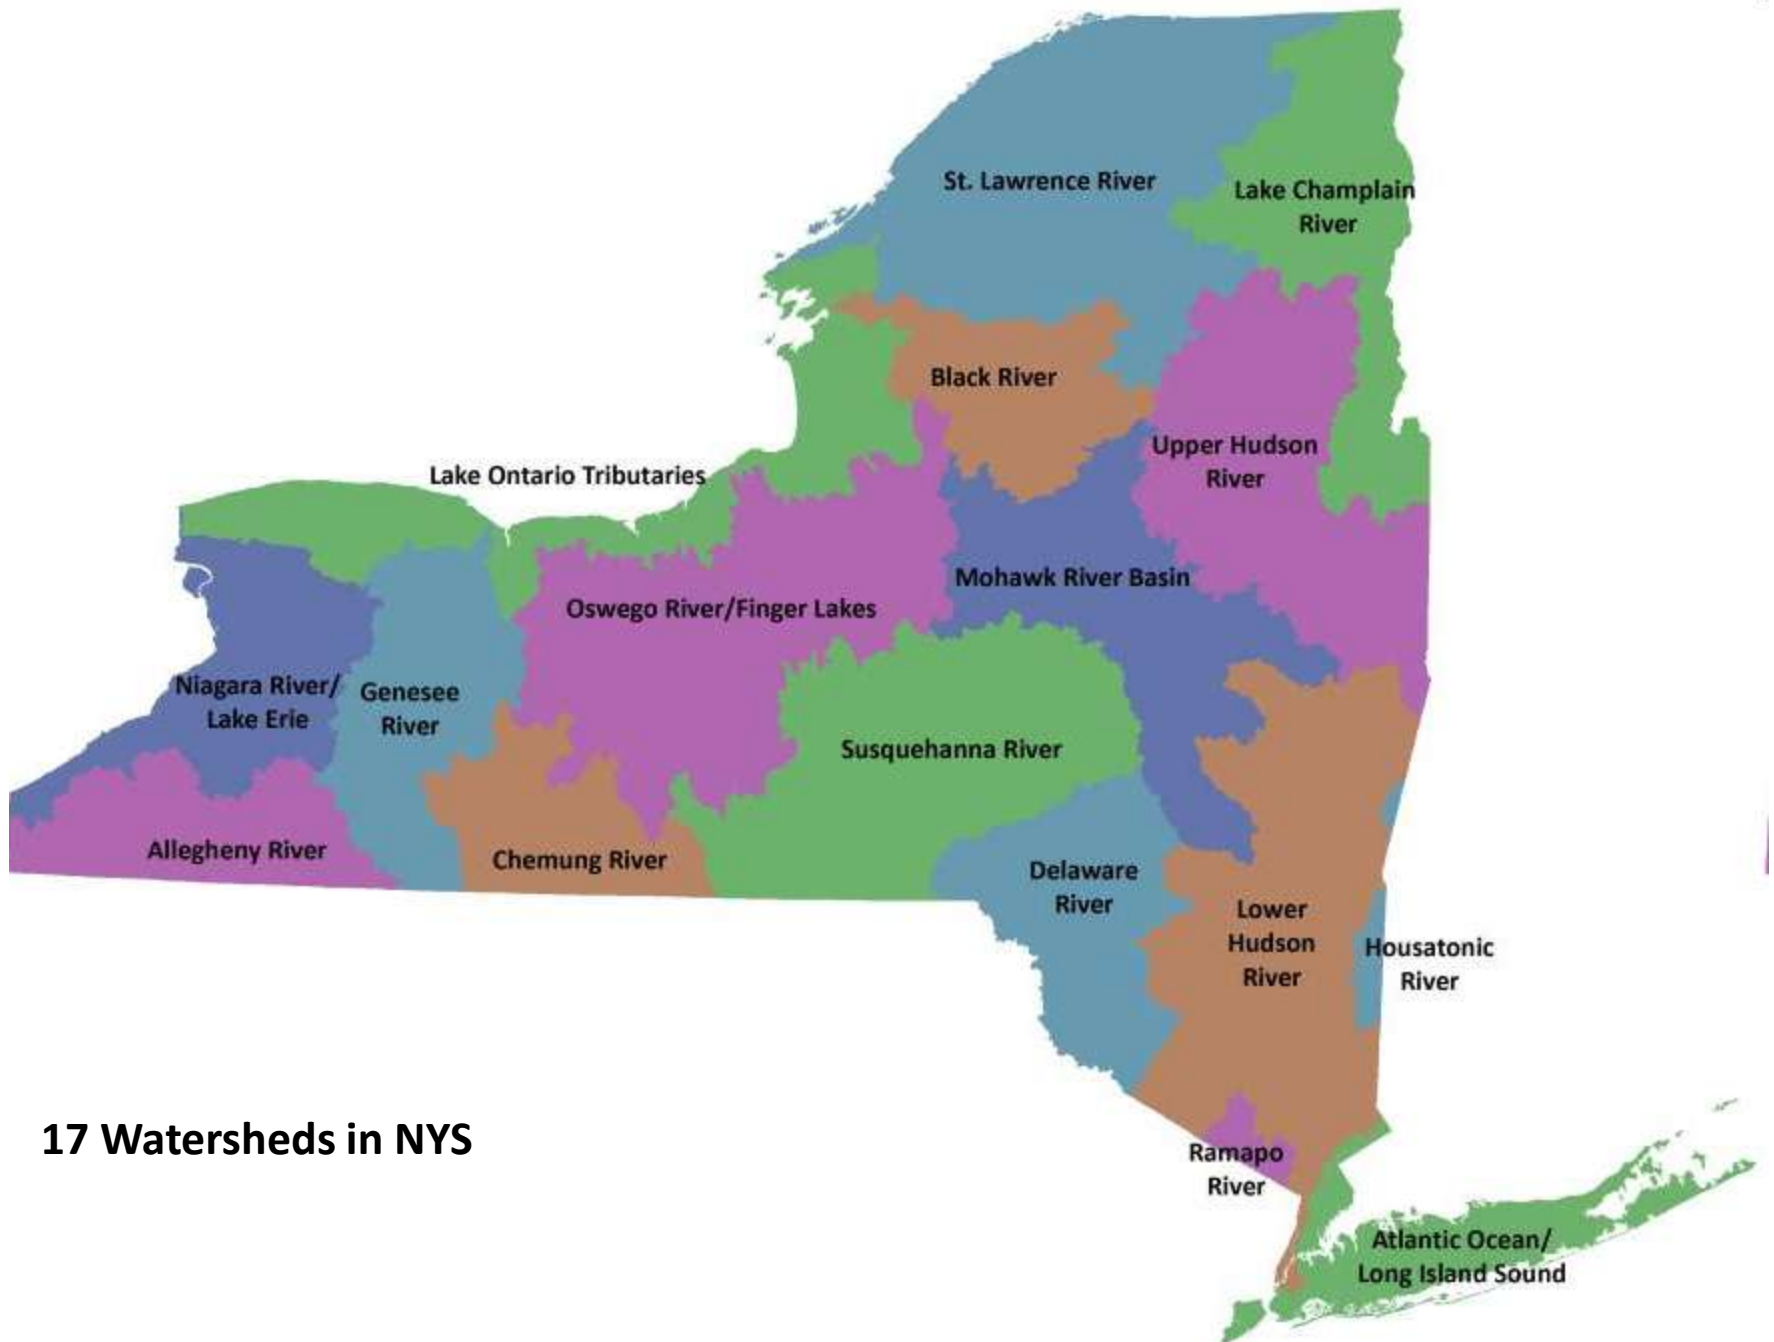 St. Lawrence River
Lake Champlain
River
Black River
Upper Hudson
River
Lake Ontario Tributaries
Mohawk River Basin
Oswego River/Finger Lakes
Niagara River/
Lake Erie
Genesee
River
Susquehanna River
Allegheny River
Chemung River
Delaware
River
Lower
Hudson
River
Housatonic
River
17 Watersheds in NYS
Ramapo
River
Atlantic Ocean/
Long Island Sound